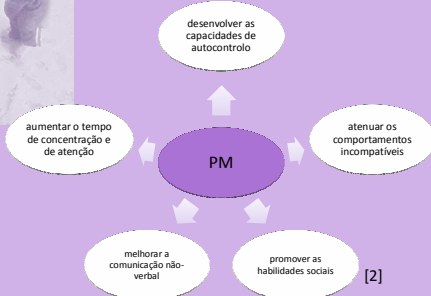 desenvolver as
capacidades de
autocontrolo
aumentar o tempo
de concentração e
de atenção
PM
atenuar os
comportamentos
incompatíveis
melhorar a
comunicação não-
verbal
promover as
habilidades sociais
[2]